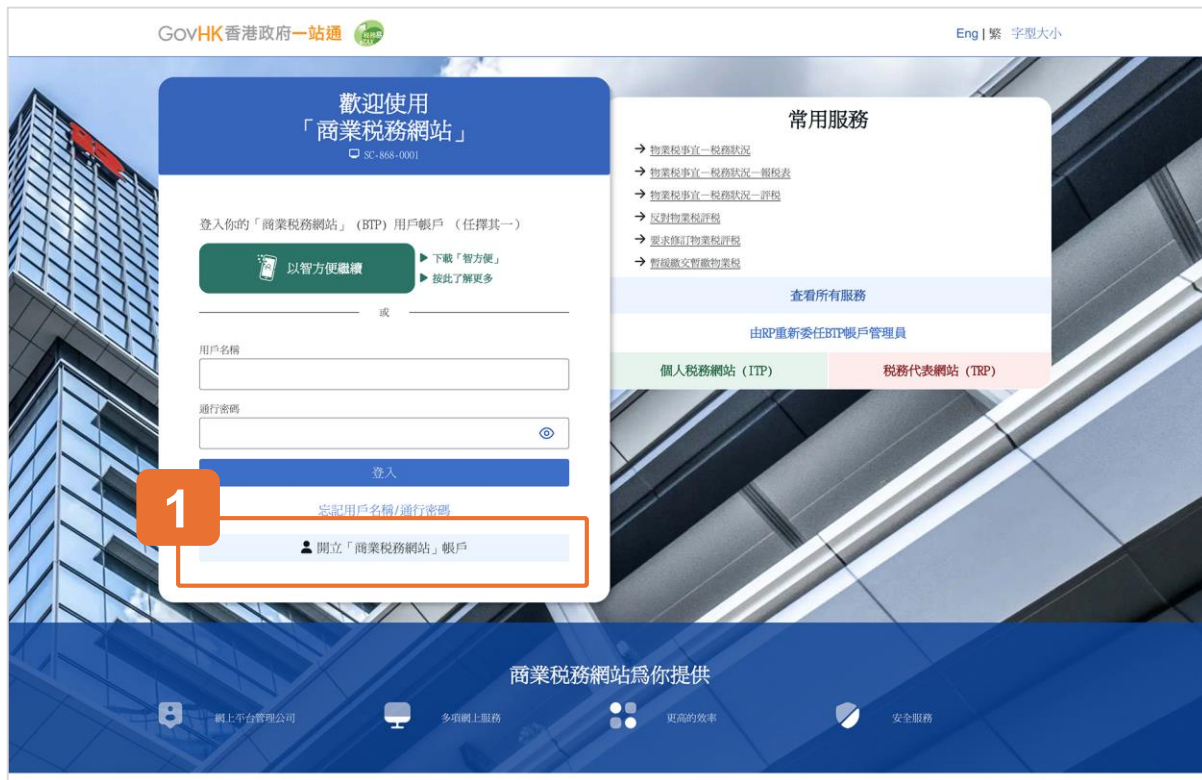 GovHK香港政府一站通
Eng | 繁 字型大小
歡迎使用
「商業稅務網站」
SC-868-0001
登入你的「商業稅務網站」 (BTP) 用戶帳戶 （任擇其一）
以智方便繼續
▶ 下載「智方便」
▶ 按此了解更多
或
用戶名稱
通行密碼
登入
忘記用戶名稱/通行密碼
1
開立「商業稅務網站」帳戶
常用服務
→ 物業稅事宜－稅務狀況
→ 物業稅事宜－稅務狀況－報稅表
→ 物業稅事宜－稅務狀況－評稅
→ 反對物業稅評稅
→ 要求修訂物業稅評稅
→ 暫緩繳交暫繳物業稅
查看所有服務
由RP重新委任BTP帳戶管理員
個人稅務網站 (ITP)
稅務代表網站 (TRP)
商業稅務網站為你提供
網上平台管理公司
多項網上服務
更高的效率
安全服務